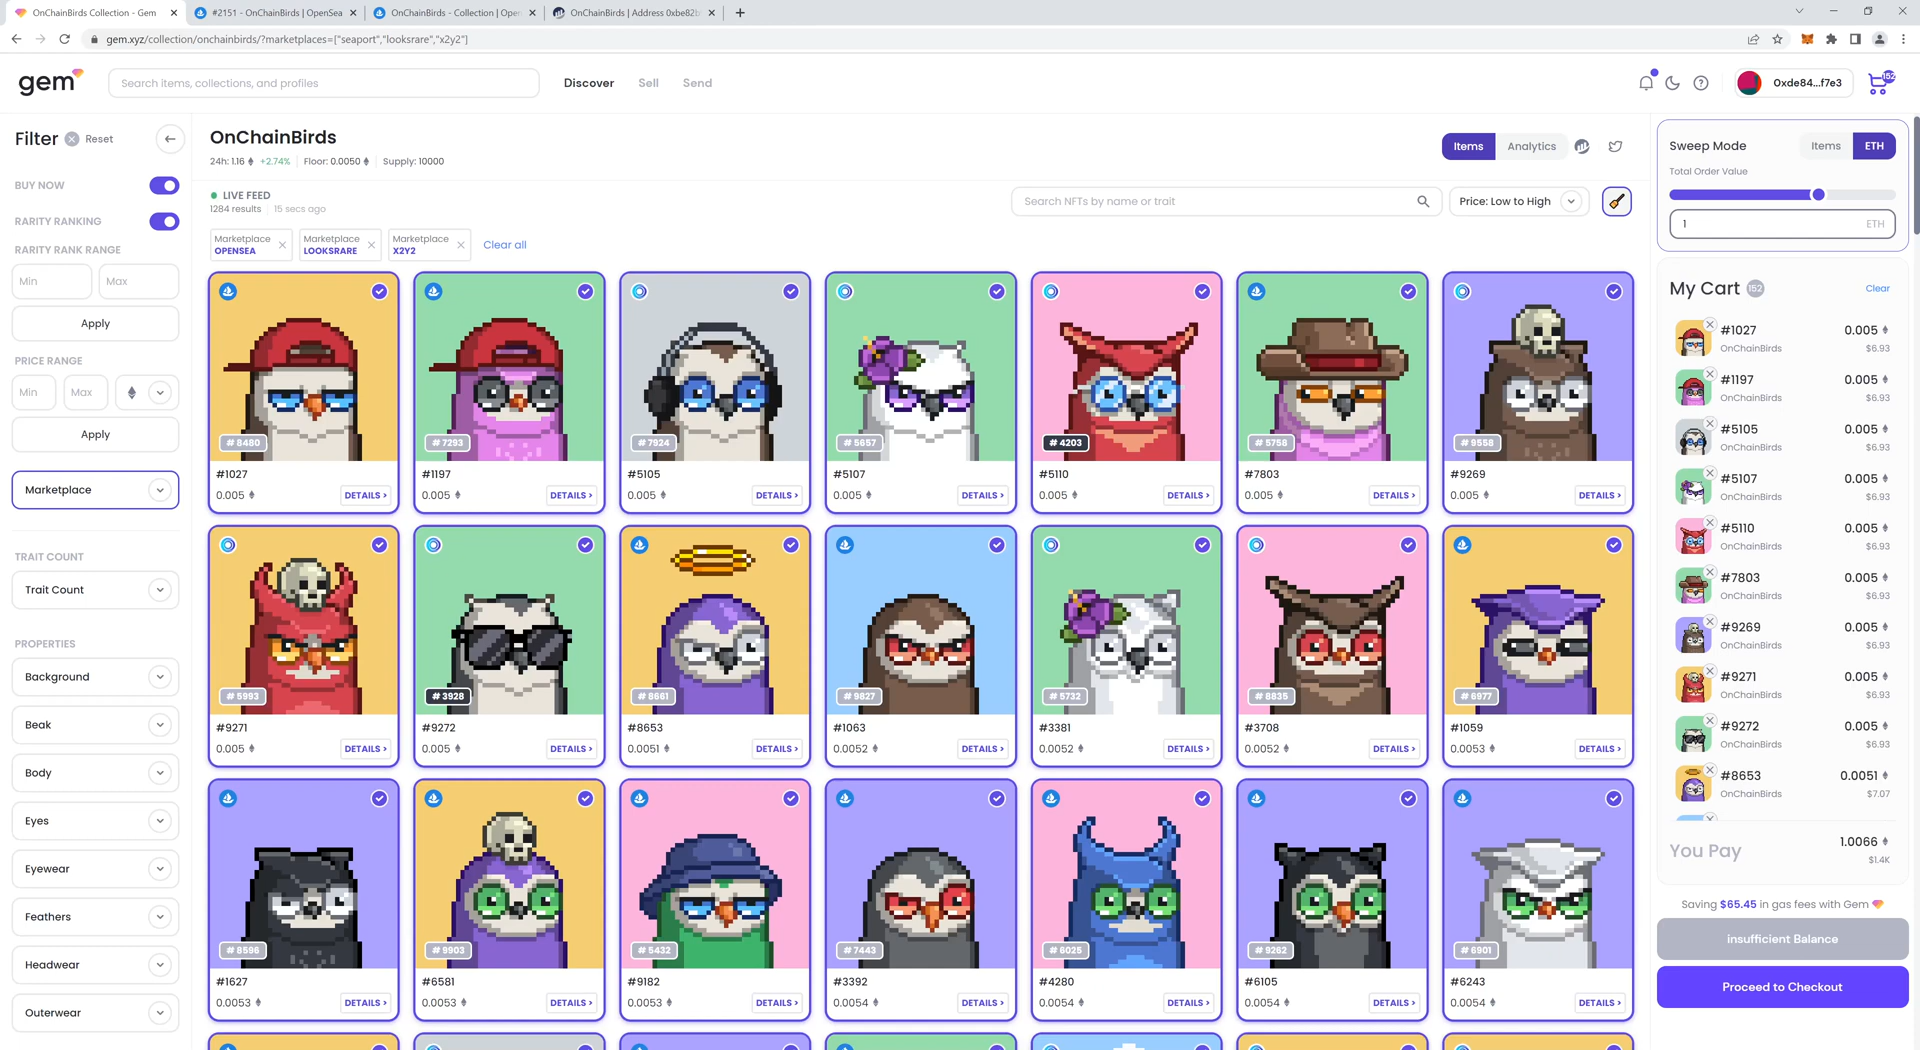 OnChainBirds Collection - Gem
#2151 - OnChainBirds | OpenSea
OnChainBirds - Collection | Open
OnChainBirds | Address 0xbe82b
gem.xyz/collection/onchainbirds/?marketplaces=["seaport","looksrare","x2y2"]
gem
Search items, collections, and profiles
Discover
Sell
Send
0xde84...f7e3
152
Filter
Reset
BUY NOW
RARITY RANKING
RARITY RANK RANGE
Min
Max
Apply
PRICE RANGE
Min
Max
Apply
Marketplace
TRAIT COUNT
Trait Count
PROPERTIES
Background
Beak
Body
Eyes
Eyewear
Feathers
Headwear
Outerwear
OnChainBirds
24h: 1.16 +2.74% Floor: 0.0050 Supply: 10000
Items
Analytics
LIVE FEED
1284 results 15 secs ago
Search NFTs by name or trait
Price: Low to High
Marketplace
OPENSEA
Marketplace
LOOKSRARE
Marketplace
X2Y2
Clear all
# 8480
#1027
0.005
DETAILS >
# 7293
#1197
0.005
DETAILS >
# 7924
#5105
0.005
DETAILS >
# 5657
#5107
0.005
DETAILS >
# 4203
#5110
0.005
DETAILS >
# 5758
#7803
0.005
DETAILS >
# 9558
#9269
0.005
DETAILS >
# 5993
#9271
0.005
DETAILS >
# 3928
#9272
0.005
DETAILS >
# 8661
#8653
0.0051
DETAILS >
# 9827
#1063
0.0052
DETAILS >
# 5732
#3381
0.0052
DETAILS >
# 8835
#3708
0.0052
DETAILS >
# 6977
#1059
0.0053
DETAILS >
# 8596
#1627
0.0053
DETAILS >
# 9903
#6581
0.0053
DETAILS >
# 5432
#9182
0.0053
DETAILS >
# 7443
#3392
0.0054
DETAILS >
# 6025
#4280
0.0054
DETAILS >
# 9262
#6105
0.0054
DETAILS >
# 6901
#6243
0.0054
DETAILS >
Sweep Mode
Items
ETH
Total Order Value
1
ETH
My Cart 152
Clear
#1027 0.005
OnChainBirds $6.93
#1197 0.005
OnChainBirds $6.93
#5105 0.005
OnChainBirds $6.93
#5107 0.005
OnChainBirds $6.93
#5110 0.005
OnChainBirds $6.93
#7803 0.005
OnChainBirds $6.93
#9269 0.005
OnChainBirds $6.93
#9271 0.005
OnChainBirds $6.93
#9272 0.005
OnChainBirds $6.93
#8653 0.0051
OnChainBirds $7.07
You Pay
1.0066
$1.4K
Saving $65.45 in gas fees with Gem
insufficient Balance
Proceed to Checkout